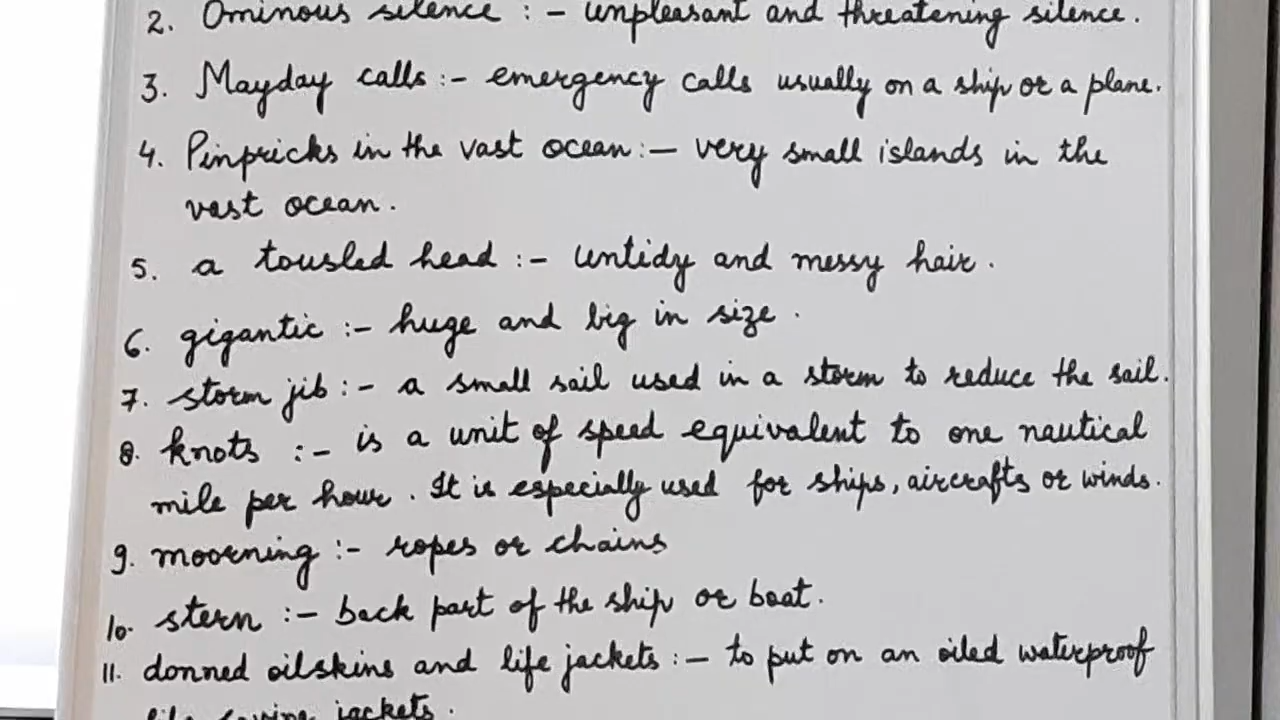 2. Ominous silence :- unpleasant and threatening silence.
3. Mayday calls :- emergency calls usually on a ship or a plane.
4. Pinpricks in the vast ocean :- very small islands in the
vast ocean.
5. a tousled head :- untidy and messy hair.
6. gigantic :- huge and big in size.
7. storm jib :- a small sail used in a storm to reduce the sail.
8. knots :- is a unit of speed equivalent to one nautical
mile per hour. It is especially used for ships, aircrafts or winds.
9. moorning :- ropes or chains
10. stern :- back part of the ship or boat.
11. donned oilskins and life jackets :- to put on an oiled waterproof
life saving jackets.